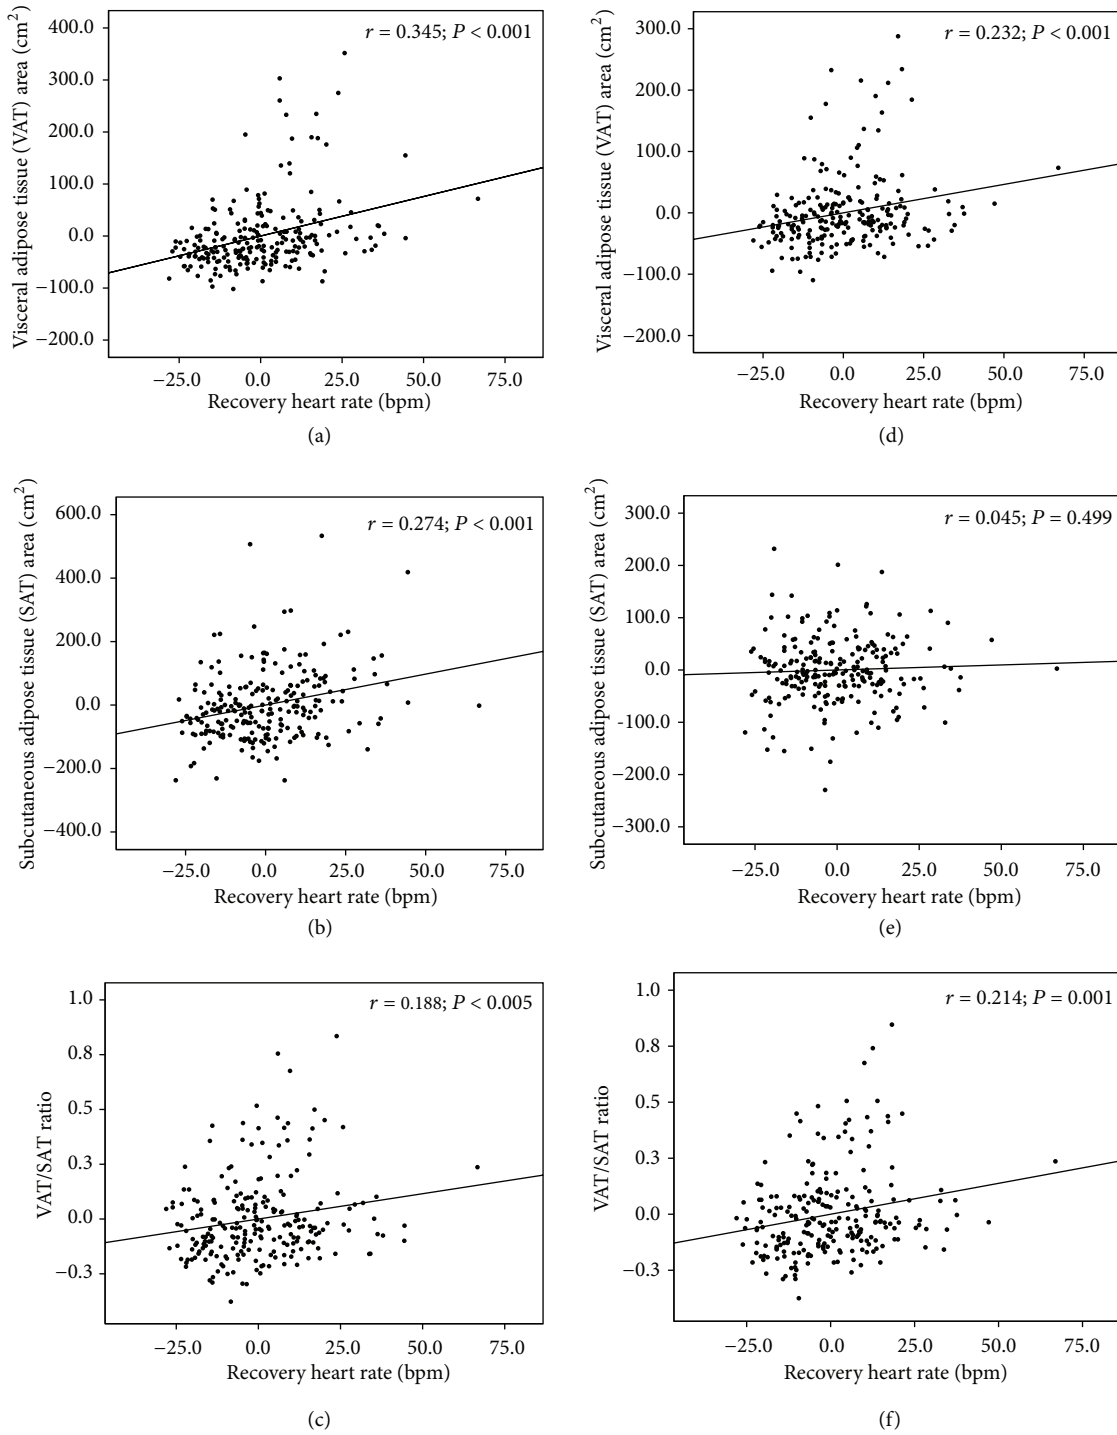 Visceral adipose tissue (VAT) area (cm²)
400.0
300.0
200.0
100.0
0.0
−100.0
−200.0
r = 0.345; P < 0.001
−25.0 0.0 25.0 50.0 75.0
Recovery heart rate (bpm)
(a)
Visceral adipose tissue (VAT) area (cm²)
300.0
200.0
100.0
0.0
−100.0
−200.0
r = 0.232; P < 0.001
−25.0 0.0 25.0 50.0 75.0
Recovery heart rate (bpm)
(d)
Subcutaneous adipose tissue (SAT) area (cm²)
600.0
400.0
200.0
0.0
−200.0
−400.0
r = 0.274; P < 0.001
−25.0 0.0 25.0 50.0 75.0
Recovery heart rate (bpm)
(b)
Subcutaneous adipose tissue (SAT) area (cm²)
300.0
200.0
100.0
0.0
-100.0
−200.0
−300.0
r = 0.045; P = 0.499
−25.0 0.0 25.0 50.0 75.0
Recovery heart rate (bpm)
(e)
VAT/SAT ratio
1.0
0.8
0.5
0.3
0.0
−0.3
r = 0.188; P < 0.005
−25.0 0.0 25.0 50.0 75.0
Recovery heart rate (bpm)
(c)
VAT/SAT ratio
1.0
0.8
0.5
0.3
0.0
−0.3
r = 0.214; P = 0.001
−25.0 0.0 25.0 50.0 75.0
Recovery heart rate (bpm)
(f)